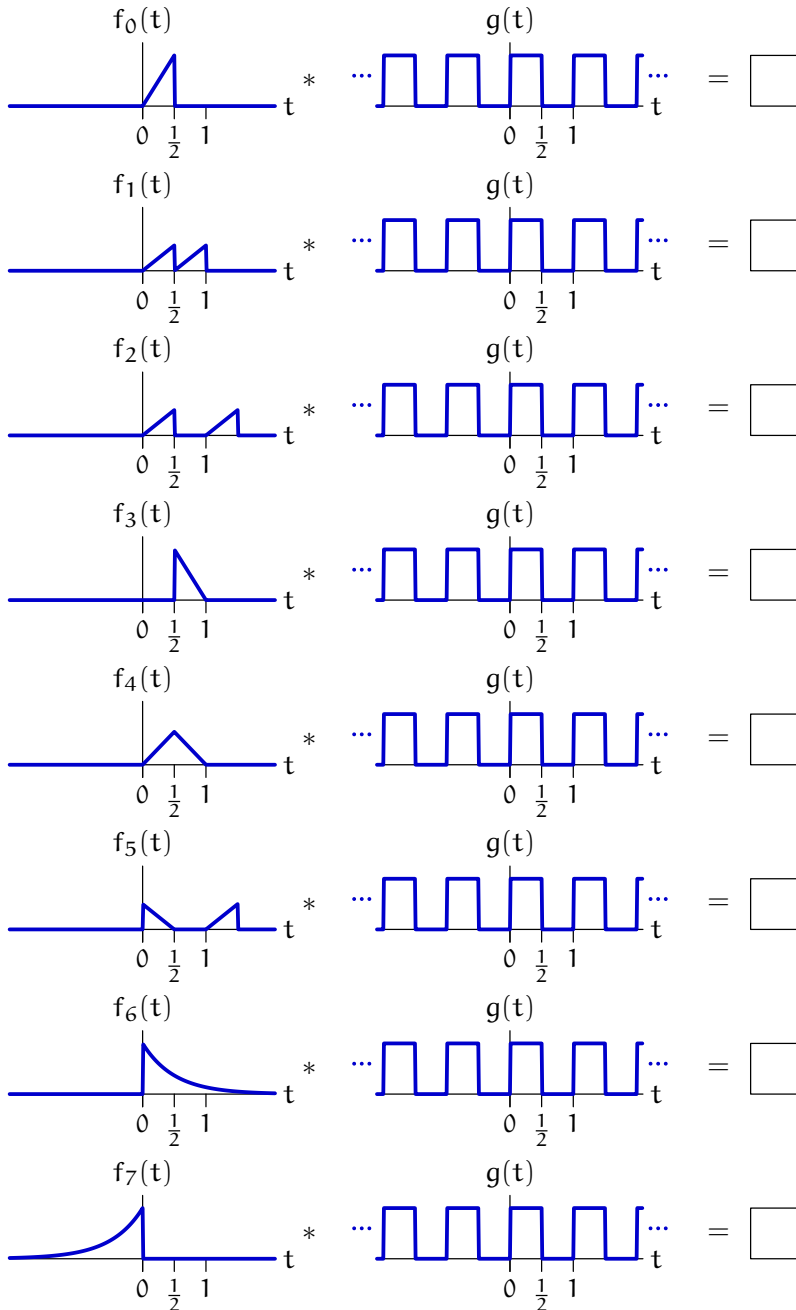 f₀(t) g(t)
t * ... ... t =
0 ½ 1 0 ½ 1
f₁(t) g(t)
t * ... ... t =
0 ½ 1 0 ½ 1
f₂(t) g(t)
t * ... ... t =
0 ½ 1 0 ½ 1
f₃(t) g(t)
t * ... ... t =
0 ½ 1 0 ½ 1
f₄(t) g(t)
t * ... ... t =
0 ½ 1 0 ½ 1
f₅(t) g(t)
t * ... ... t =
0 ½ 1 0 ½ 1
f₆(t) g(t)
t * ... ... t =
0 ½ 1 0 ½ 1
f₇(t) g(t)
t * ... ... t =
0 ½ 1 0 ½ 1